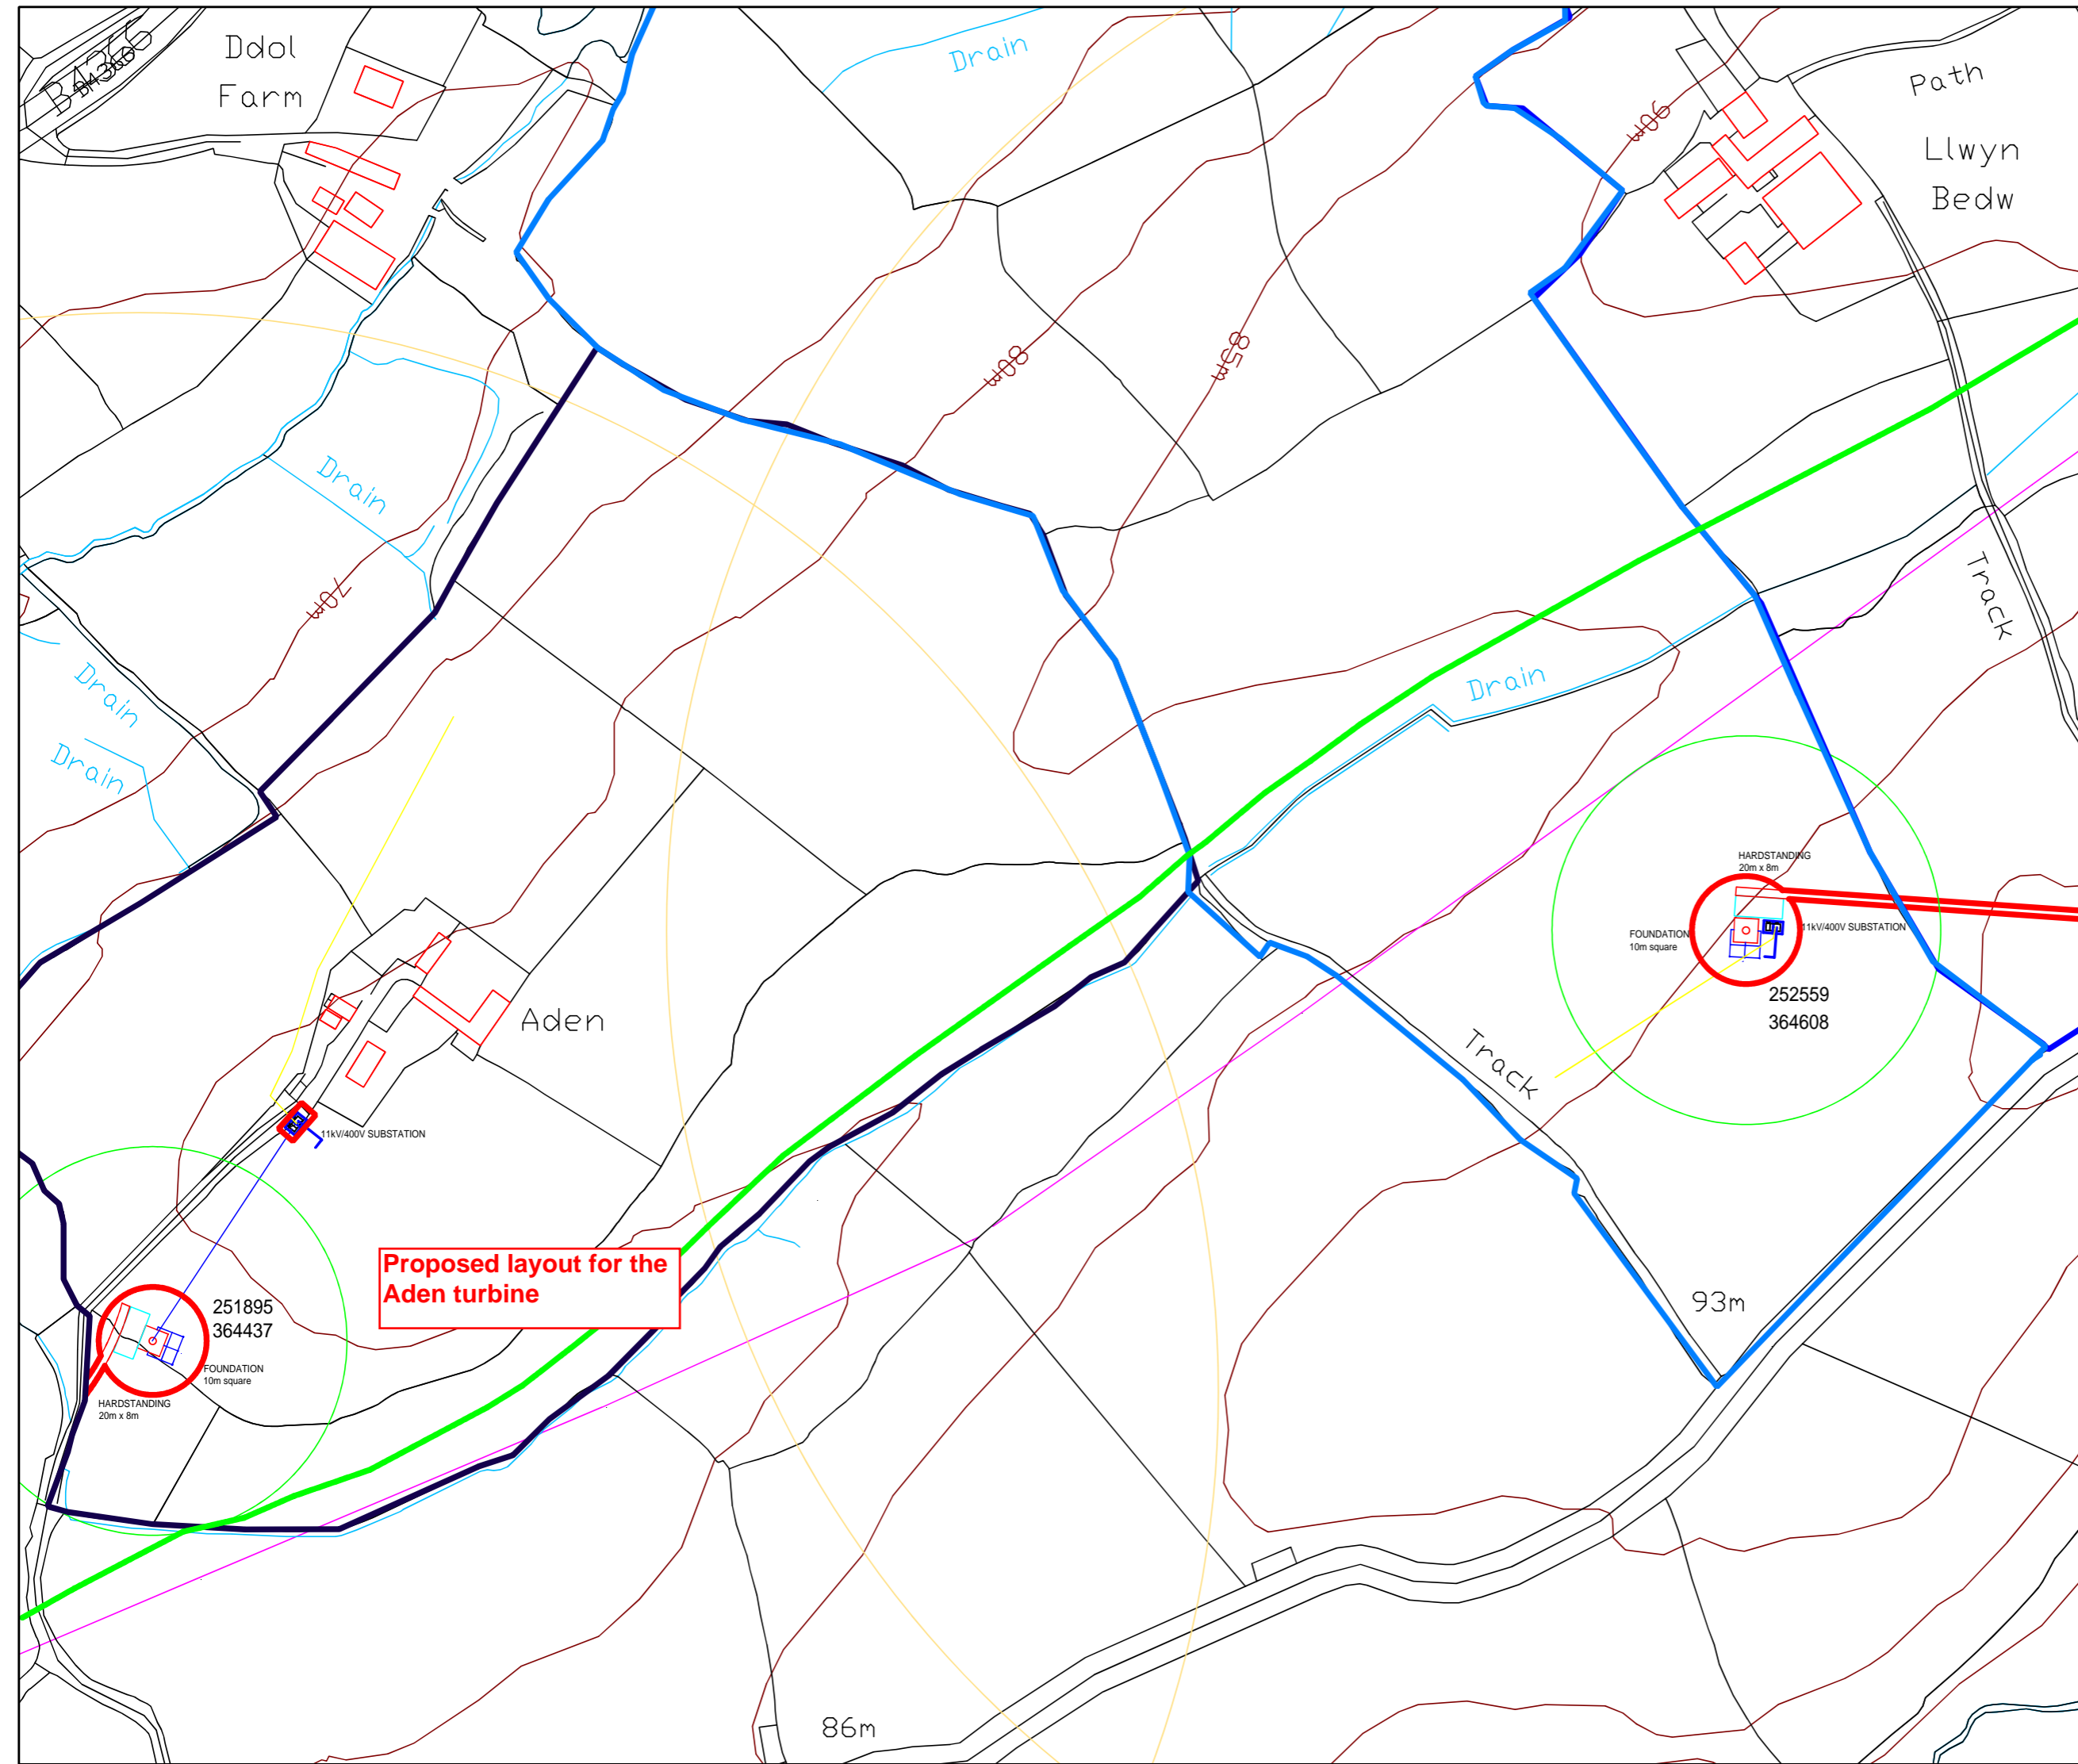 B4366
B4366
Ddol
Farm
Drain
Path
Llwyn
Bedw
90m
85m
80m
Drain
70m
Track
Drain
Drain
Drain
HARDSTANDING
20m x 8m
FOUNDATION
10m square
11kV/400V SUBSTATION
252559
364608
Aden
Track
11kV/400V SUBSTATION
Proposed layout for the
Aden turbine
251895
364437
93m
FOUNDATION
10m square
HARDSTANDING
20m x 8m
86m